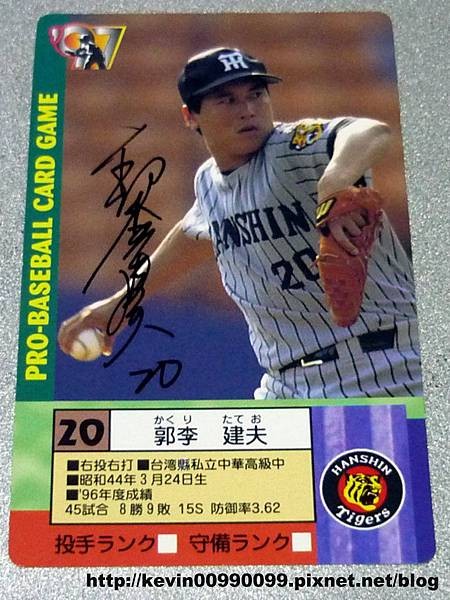 '97
PRO-BASEBALL CARD GAME
HANSHIN
20
20
20
かくり たてお
郭李 建夫
■右投右打 ■台湾縣私立中華高級中
■昭和44年3月24日生
■'96年度成績
45試合 8勝9敗 15S 防御率3.62
HANSHIN
Tigers
投手ランク 守備ランク
http://kevin00990099.pixnet.net/blog